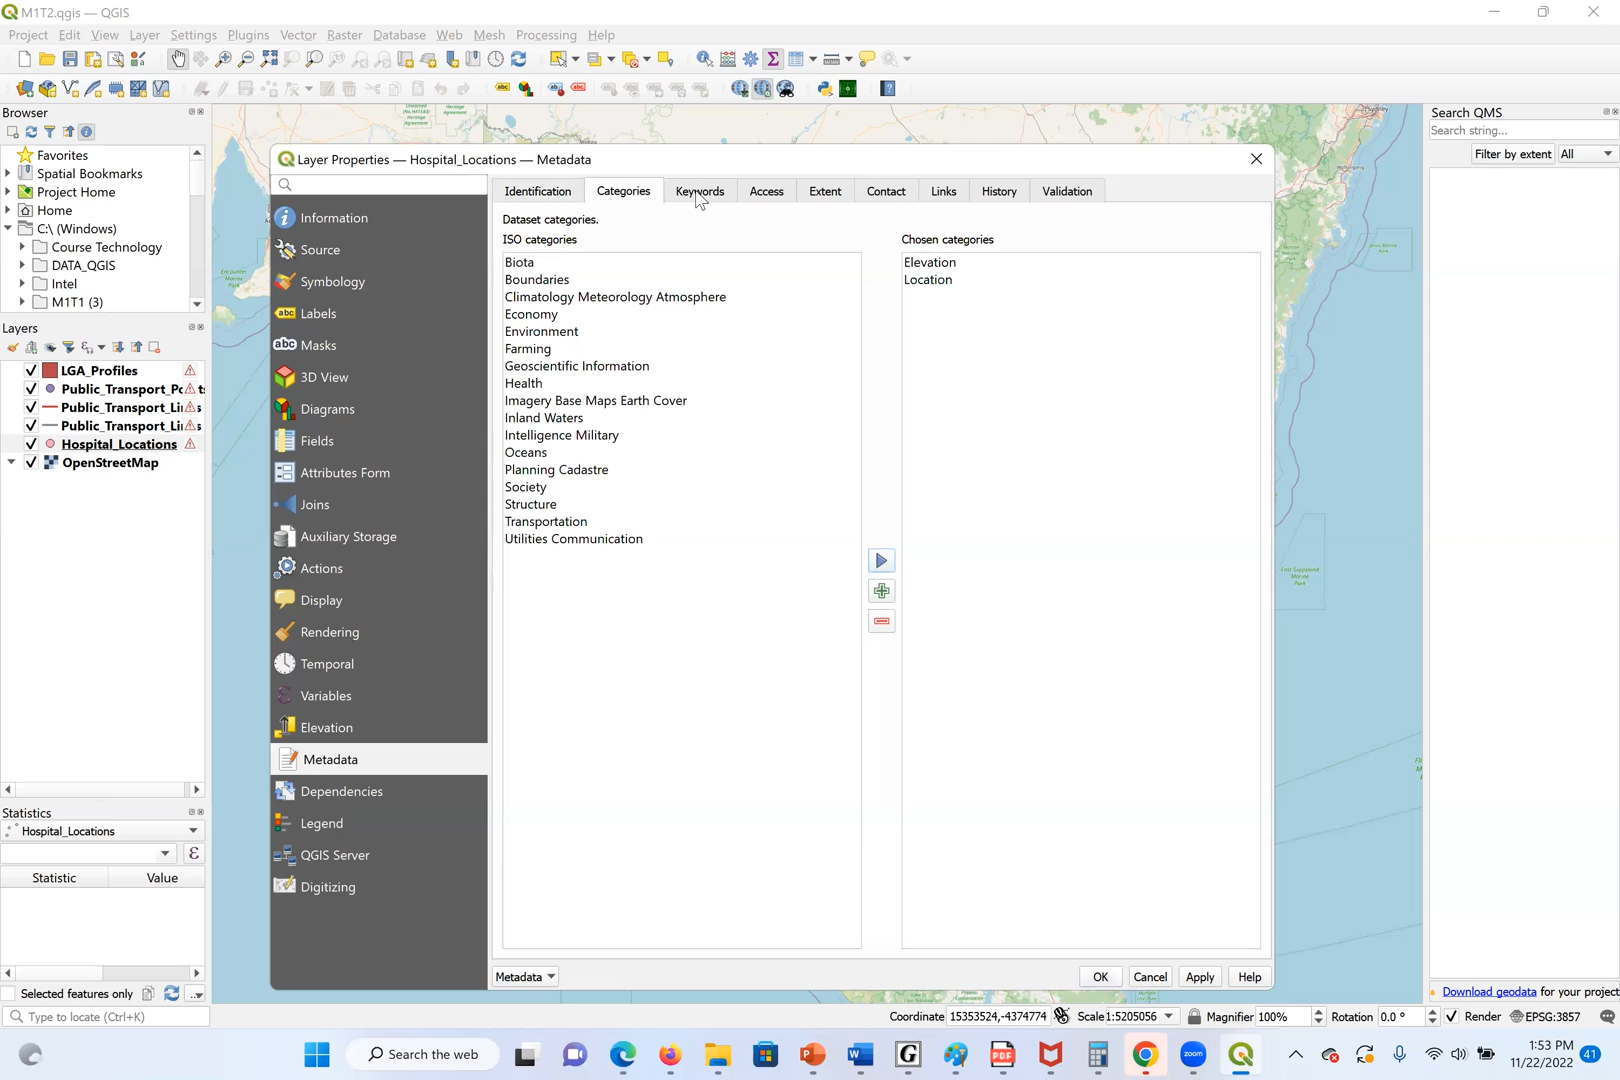 M1T2.qgis — QGIS
Project Edit View Layer Settings Plugins Vector Raster Database Web Mesh Processing Help
Browser
Favorites
Spatial Bookmarks
Project Home
Home
C:\ (Windows)
Course Technology
DATA_QGIS
Intel
M1T1 (3)
Layers
LGA_Profiles
Public_Transport_Po ts
Public_Transport_Li s
Public_Transport_Li s
Hospital_Locations
OpenStreetMap
Statistics
Hospital_Locations
Statistic Value
Selected features only
Type to locate (Ctrl+K)
Layer Properties — Hospital_Locations — Metadata
Information
Source
Symbology
Labels
Masks
3D View
Diagrams
Fields
Attributes Form
Joins
Auxiliary Storage
Actions
Display
Rendering
Temporal
Variables
Elevation
Metadata
Dependencies
Legend
QGIS Server
Digitizing
Identification Categories Keywords Access Extent Contact Links History Validation
Dataset categories.
ISO categories
Biota
Boundaries
Climatology Meteorology Atmosphere
Economy
Environment
Farming
Geoscientific Information
Health
Imagery Base Maps Earth Cover
Inland Waters
Intelligence Military
Oceans
Planning Cadastre
Society
Structure
Transportation
Utilities Communication
Chosen categories
Elevation
Location
Metadata OK Cancel Apply Help
Search QMS
Search string...
Filter by extent All
Download geodata for your project
Coordinate 15353524,-4374774 Scale 1:5205056 Magnifier 100% Rotation 0.0 ° Render EPSG:3857
Search the web
1:53 PM
11/22/2022
41